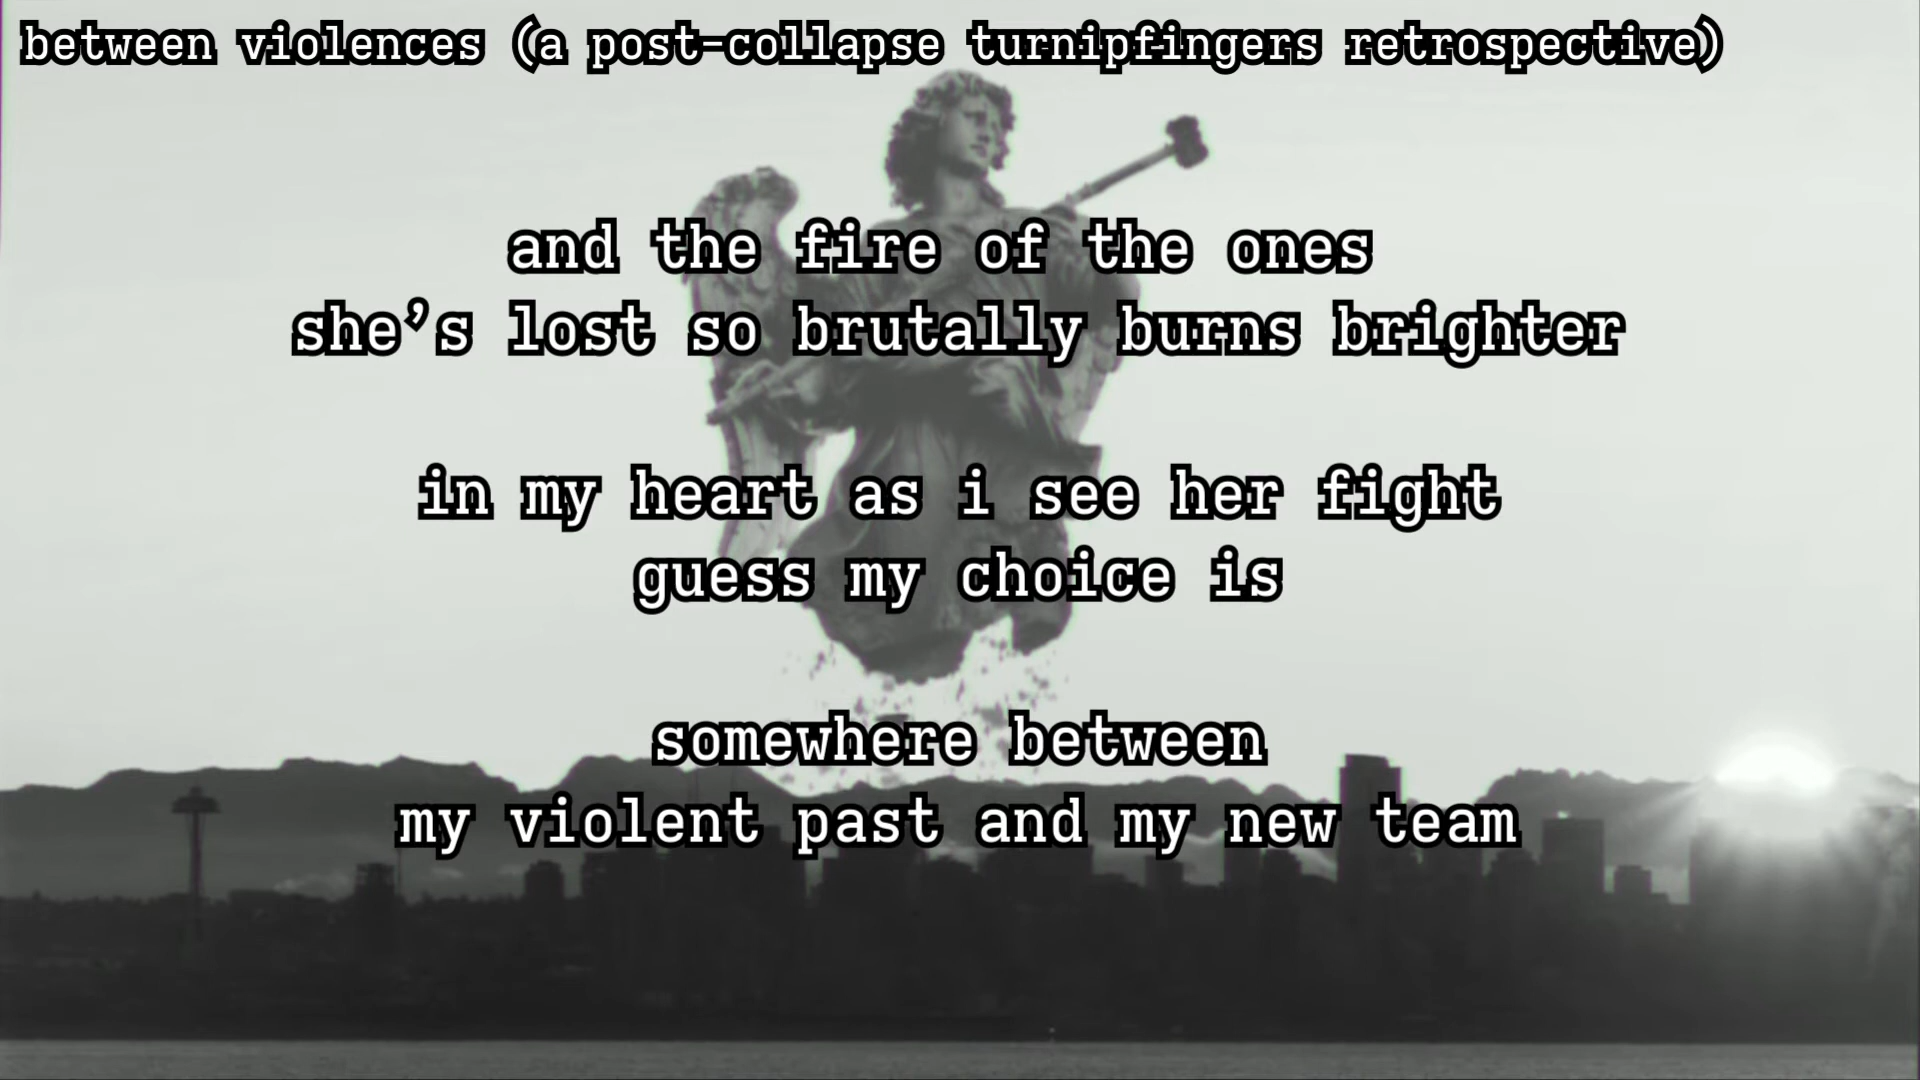 between violences (a post-collapse turnipfingers retrospective)
and the fire of the ones
she’s lost so brutally burns brighter
in my heart as i see her fight
guess my choice is
somewhere between
my violent past and my new team